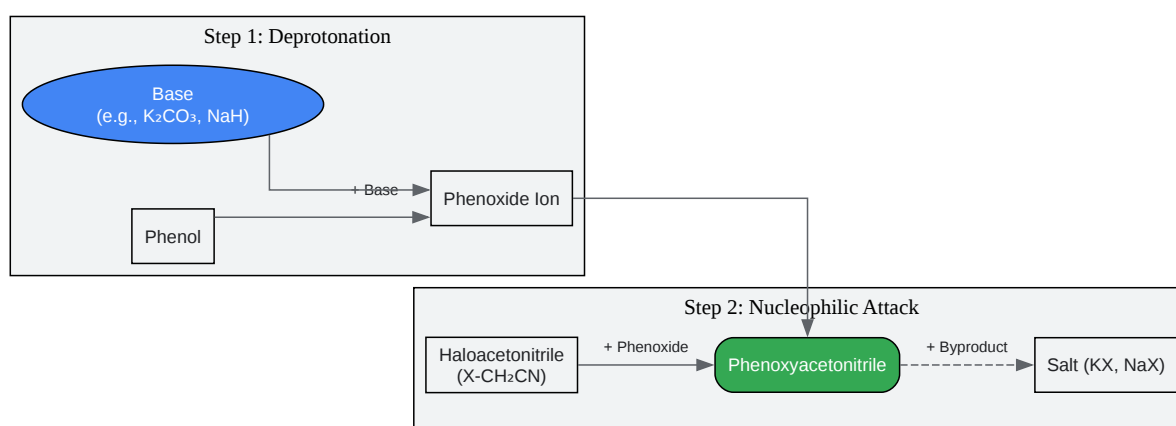 Step 1: Deprotonation
Base
(e.g., K₂CO₃, NaH)
+ Base
Phenoxide Ion
Phenol
Step 2: Nucleophilic Attack
Haloacetonitrile
(X-CH₂CN)
+ Phenoxide
Phenoxyacetonitrile
+ Byproduct
Salt (KX, NaX)